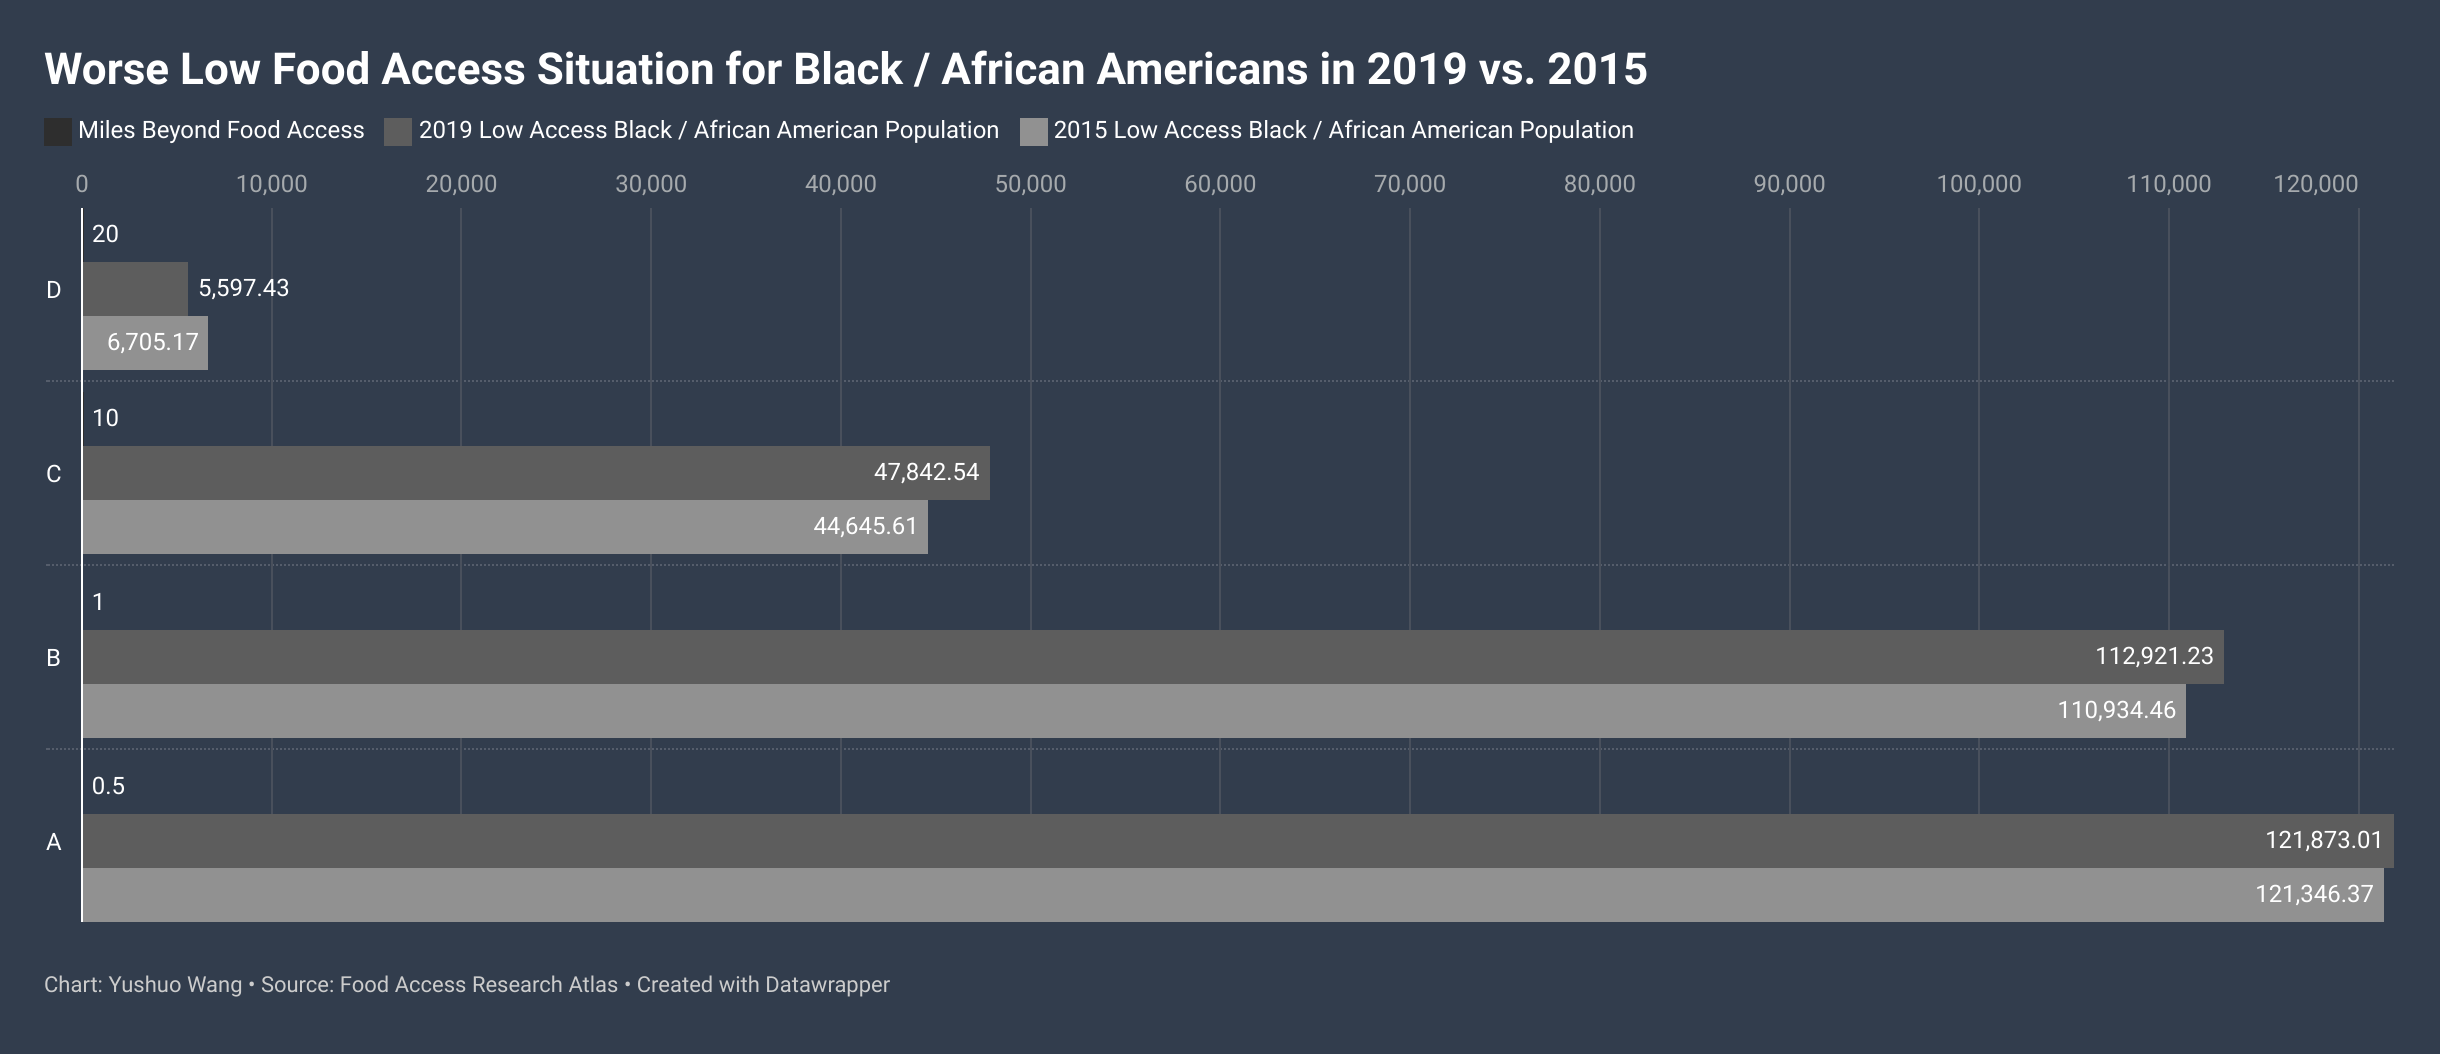 Worse Low Food Access Situation for Black / African Americans in 2019 vs. 2015
Miles Beyond Food Access 2019 Low Access Black / African American Population 2015 Low Access Black / African American Population
0 10,000 20,000 30,000 40,000 50,000 60,000 70,000 80,000 90,000 100,000 110,000 120,000
20
D 5,597.43
6,705.17
10
C 47,842.54
44,645.61
1
B 112,921.23
110,934.46
0.5
A 121,873.01
121,346.37
Chart: Yushuo Wang • Source: Food Access Research Atlas • Created with Datawrapper